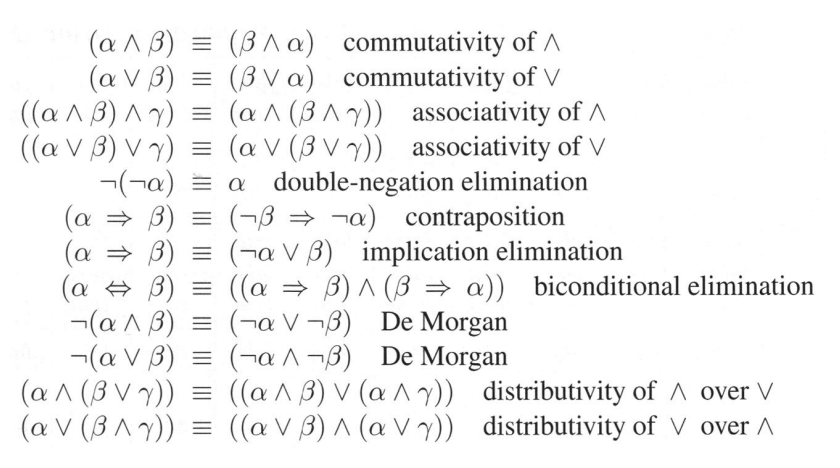 (α ∧ β) ≡ (β ∧ α) commutativity of ∧
(α ∨ β) ≡ (β ∨ α) commutativity of ∨
((α ∧ β) ∧ γ) ≡ (α ∧ (β ∧ γ)) associativity of ∧
((α ∨ β) ∨ γ) ≡ (α ∨ (β ∨ γ)) associativity of ∨
¬(¬α) ≡ α double-negation elimination
(α ⇒ β) ≡ (¬β ⇒ ¬α) contraposition
(α ⇒ β) ≡ (¬α ∨ β) implication elimination
(α ⇔ β) ≡ ((α ⇒ β) ∧ (β ⇒ α)) biconditional elimination
¬(α ∧ β) ≡ (¬α ∨ ¬β) De Morgan
¬(α ∨ β) ≡ (¬α ∧ ¬β) De Morgan
(α ∧ (β ∨ γ)) ≡ ((α ∧ β) ∨ (α ∧ γ)) distributivity of ∧ over ∨
(α ∨ (β ∧ γ)) ≡ ((α ∨ β) ∧ (α ∨ γ)) distributivity of ∨ over ∧